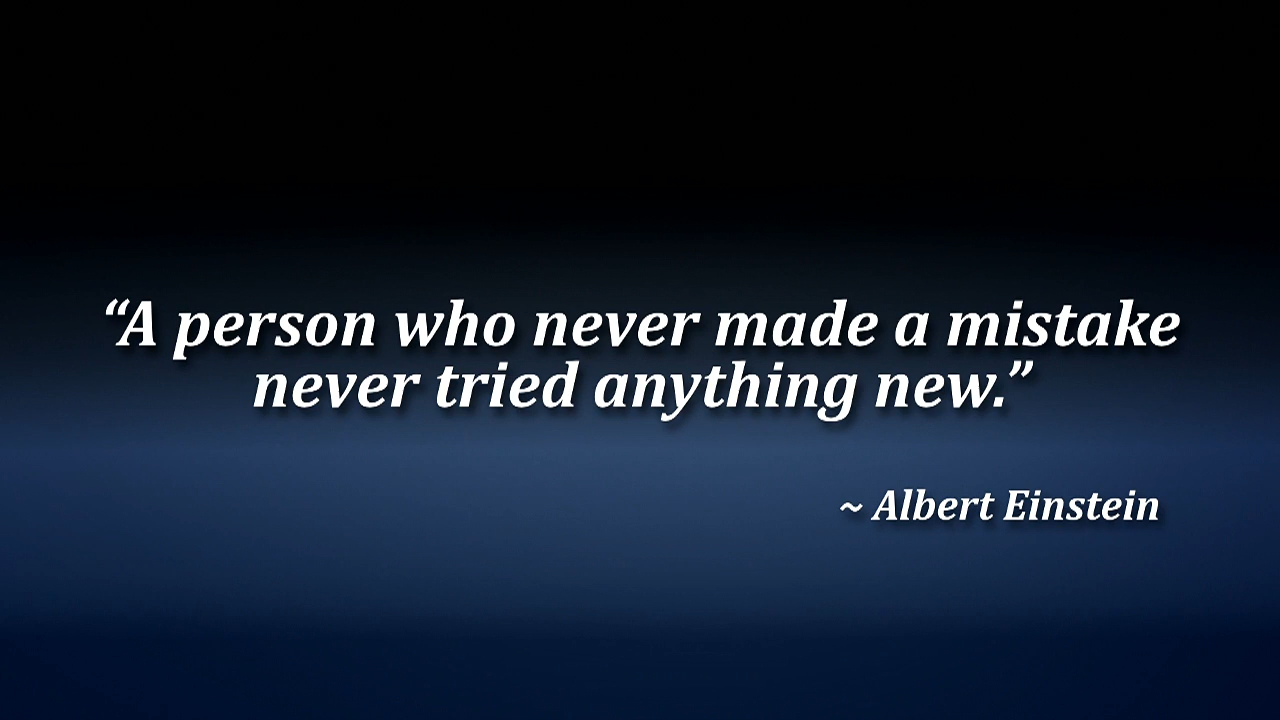 “A person who never made a mistake
never tried anything new.”
~ Albert Einstein